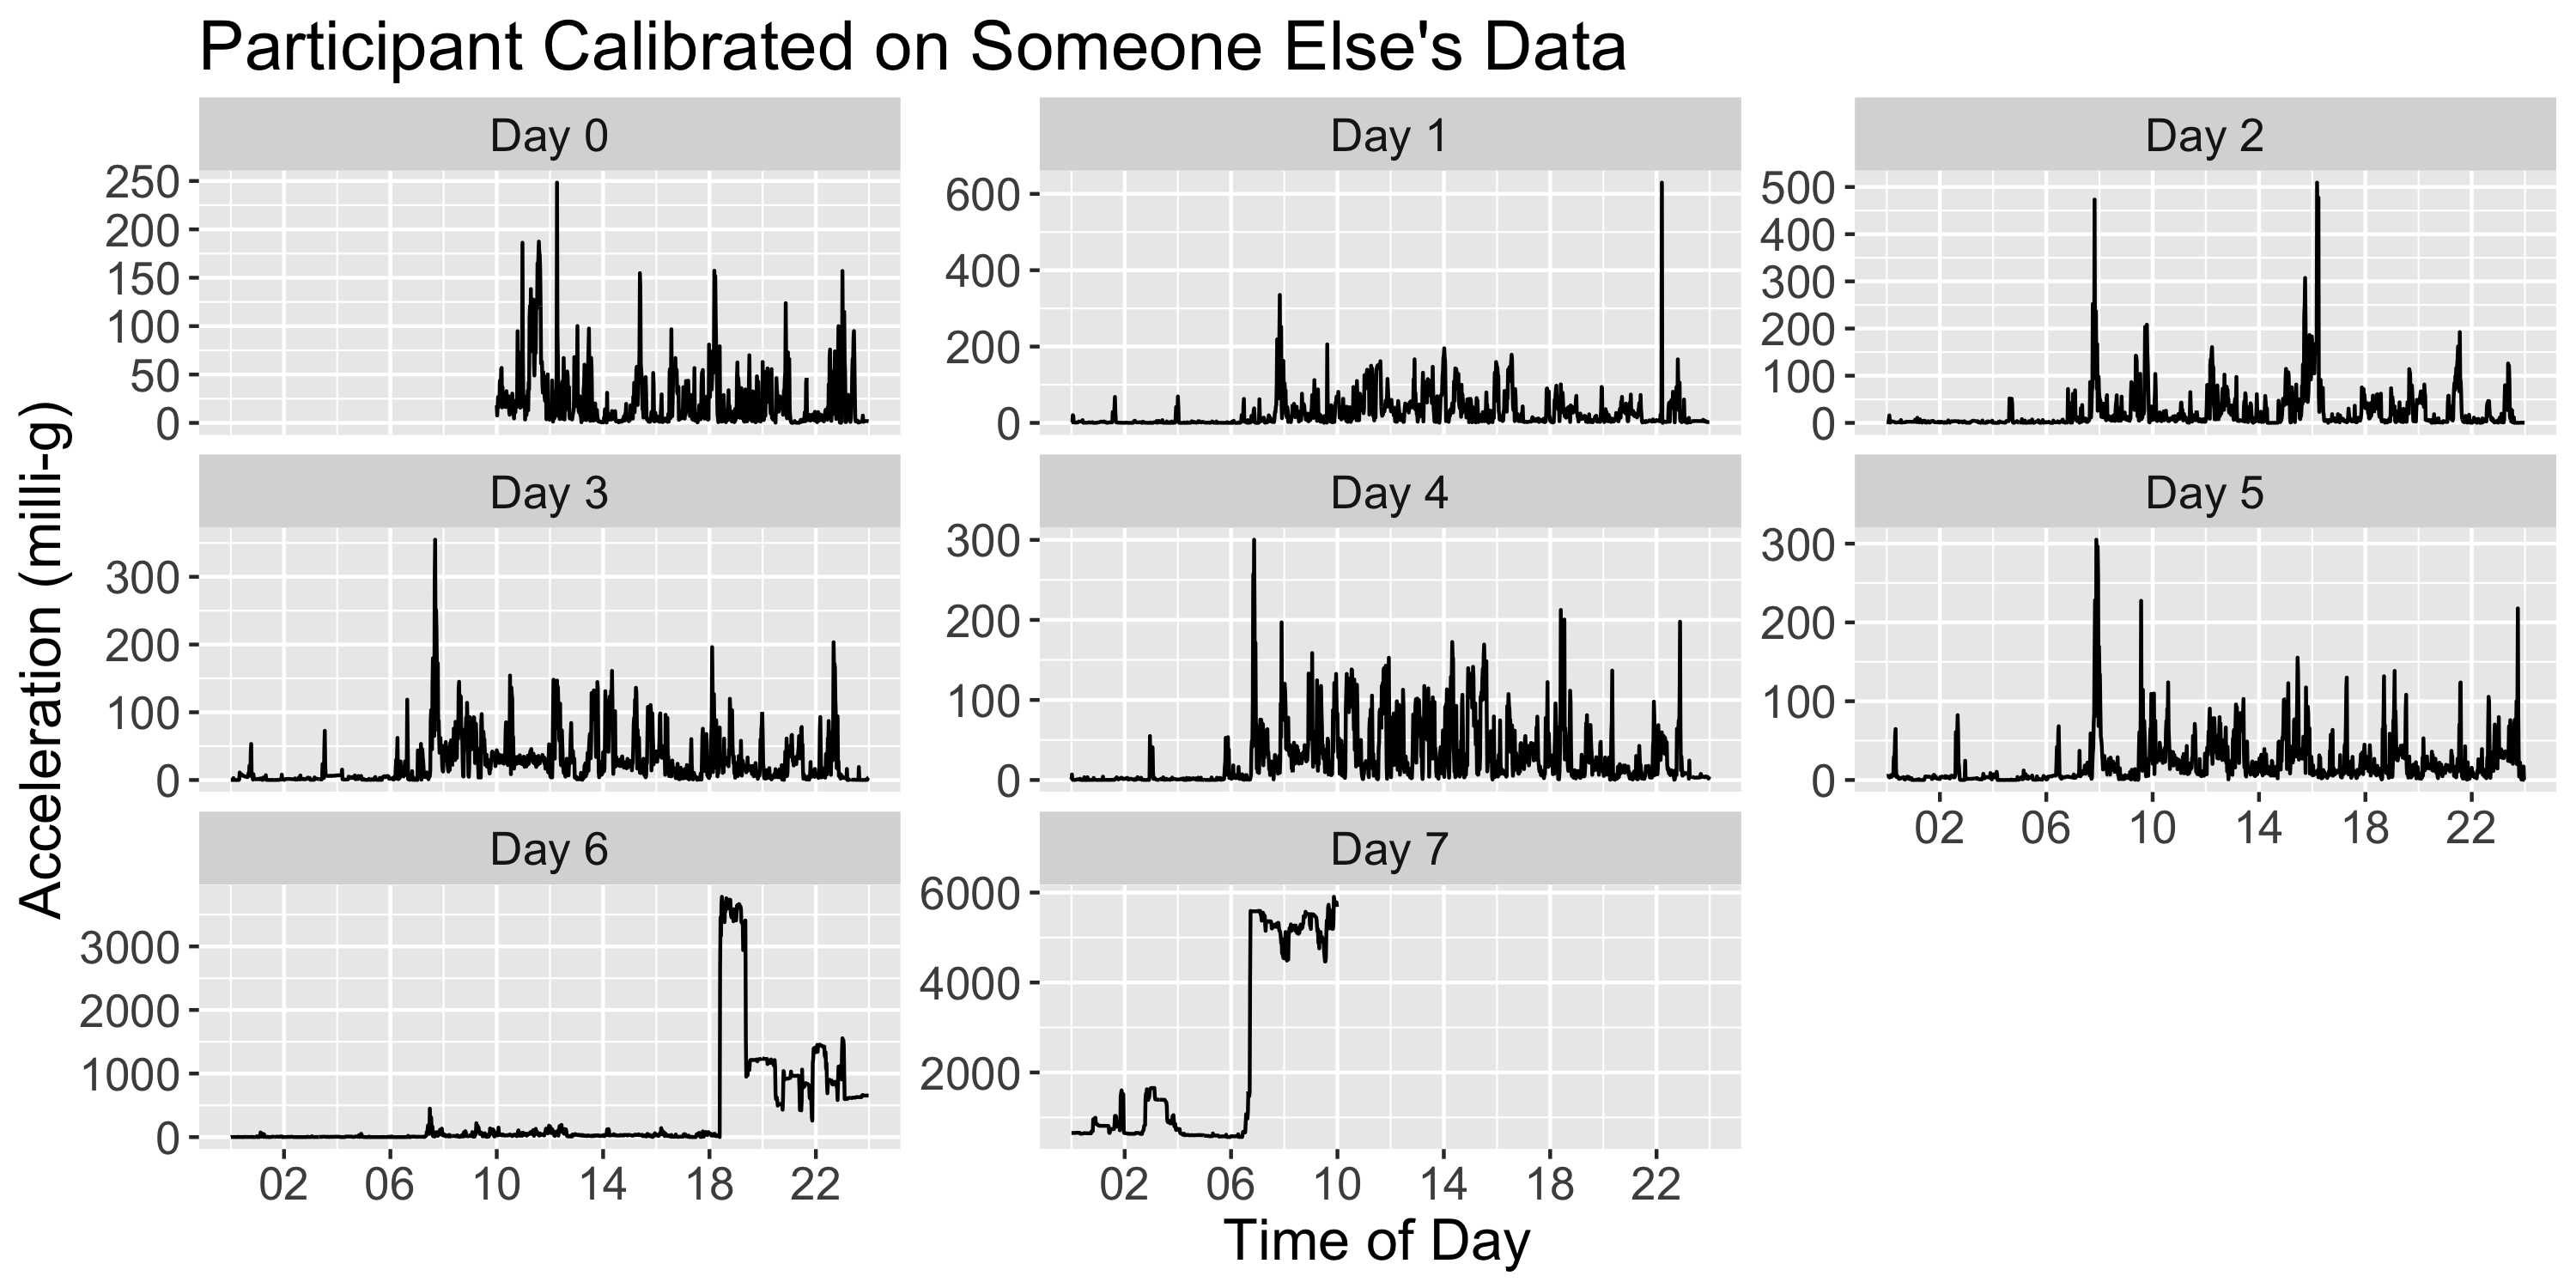 Participant Calibrated on Someone Else's Data
Day 0
Day 1
Day 2
250
200
150
100
50
0
600
400
200
0
500
400
300
200
100
0
Day 3
Day 4
Day 5
300
200
100
0
300
200
100
0
300
200
100
0
02 06 10 14 18 22
Day 6
Day 7
3000
2000
1000
0
6000
4000
2000
02 06 10 14 18 22
02 06 10 14 18 22
Acceleration (milli-g)
Time of Day